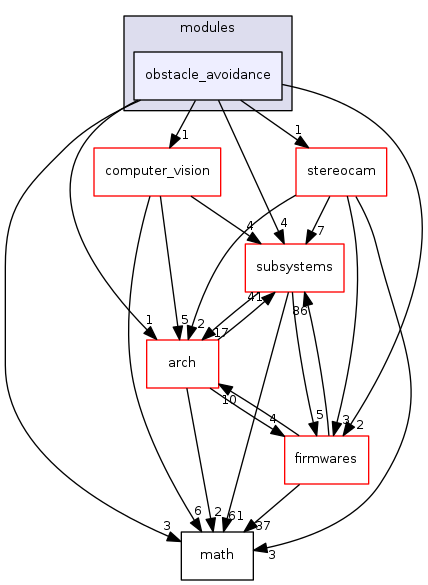 modules
obstacle_avoidance
1
1
computer_vision
stereocam
4
4
7
subsystems
41
86
1
5
2
17
arch
10
4
5
3
2
firmwares
3
6
2
61
37
3
math